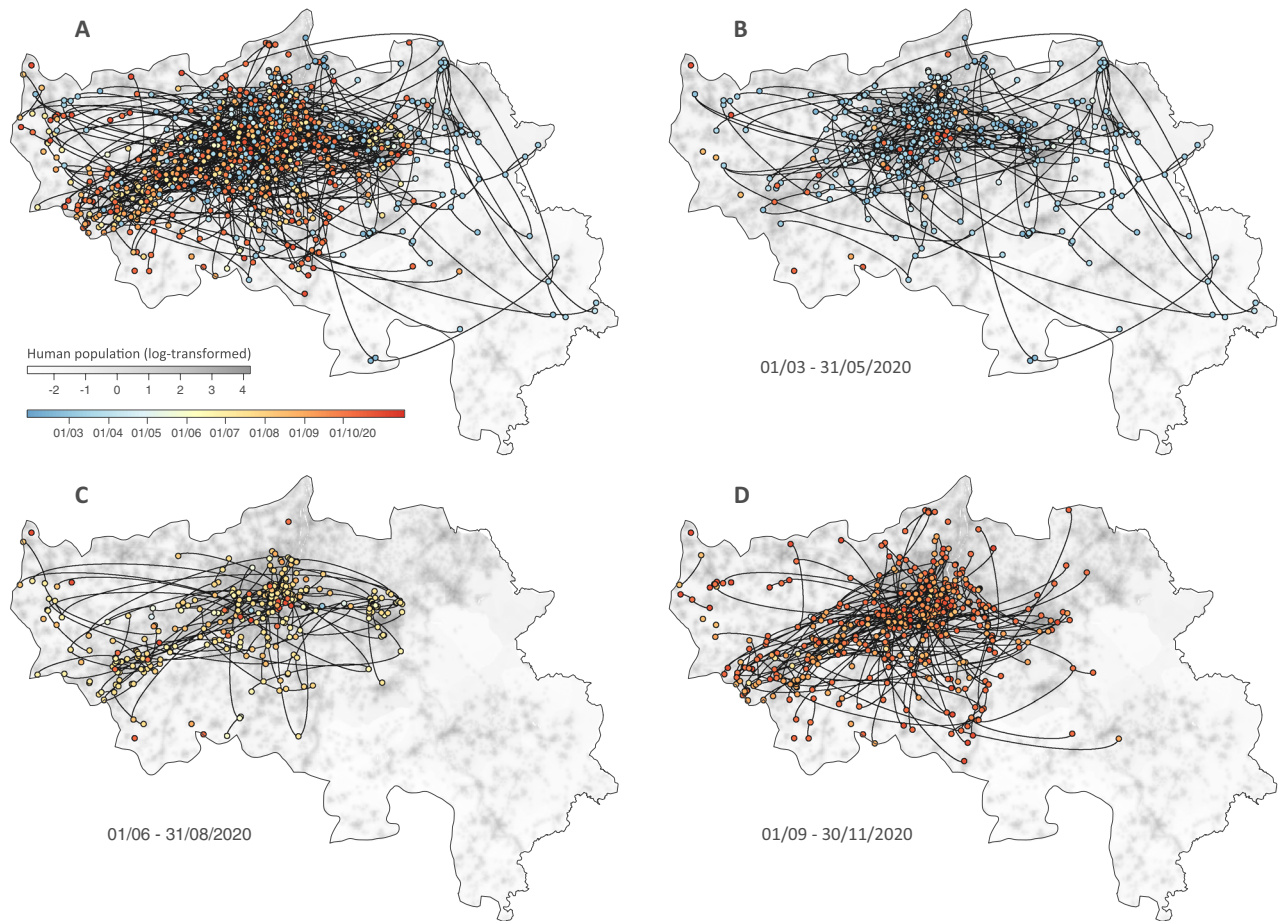 A
B
Human population (log-transformed)
-2 -1 0 1 2 3 4
01/03 01/04 01/05 01/06 01/07 01/08 01/09 01/10/20
01/03 - 31/05/2020
C
D
01/06 - 31/08/2020
01/09 - 30/11/2020